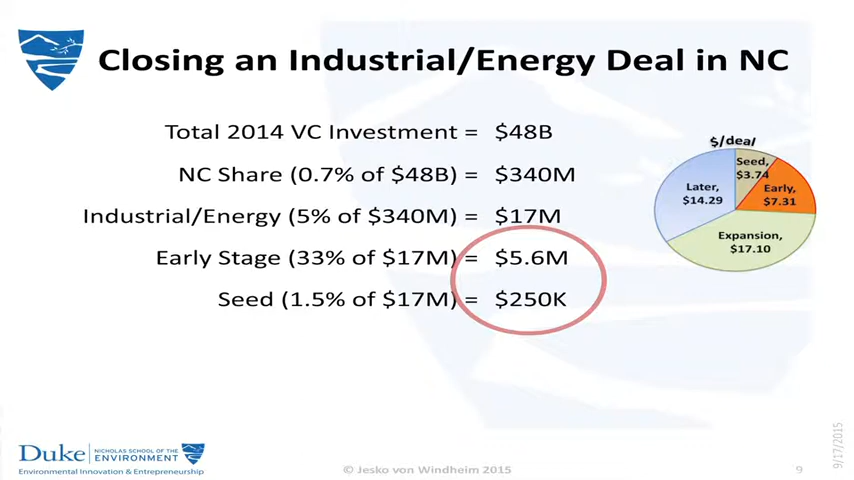 Closing an Industrial/Energy Deal in NC
Total 2014 VC Investment = $48B
NC Share (0.7% of $48B) = $340M
Industrial/Energy (5% of $340M) = $17M
Early Stage (33% of $17M) = $5.6M
Seed (1.5% of $17M) = $250K
$/deal
Seed,
$3.74
Early,
$7.31
Later,
$14.29
Expansion,
$17.10
Duke
NICHOLAS SCHOOL OF THE
ENVIRONMENT
Environmental Innovation & Entrepreneurship
© Jesko von Windheim 2015
9
9/17/2015